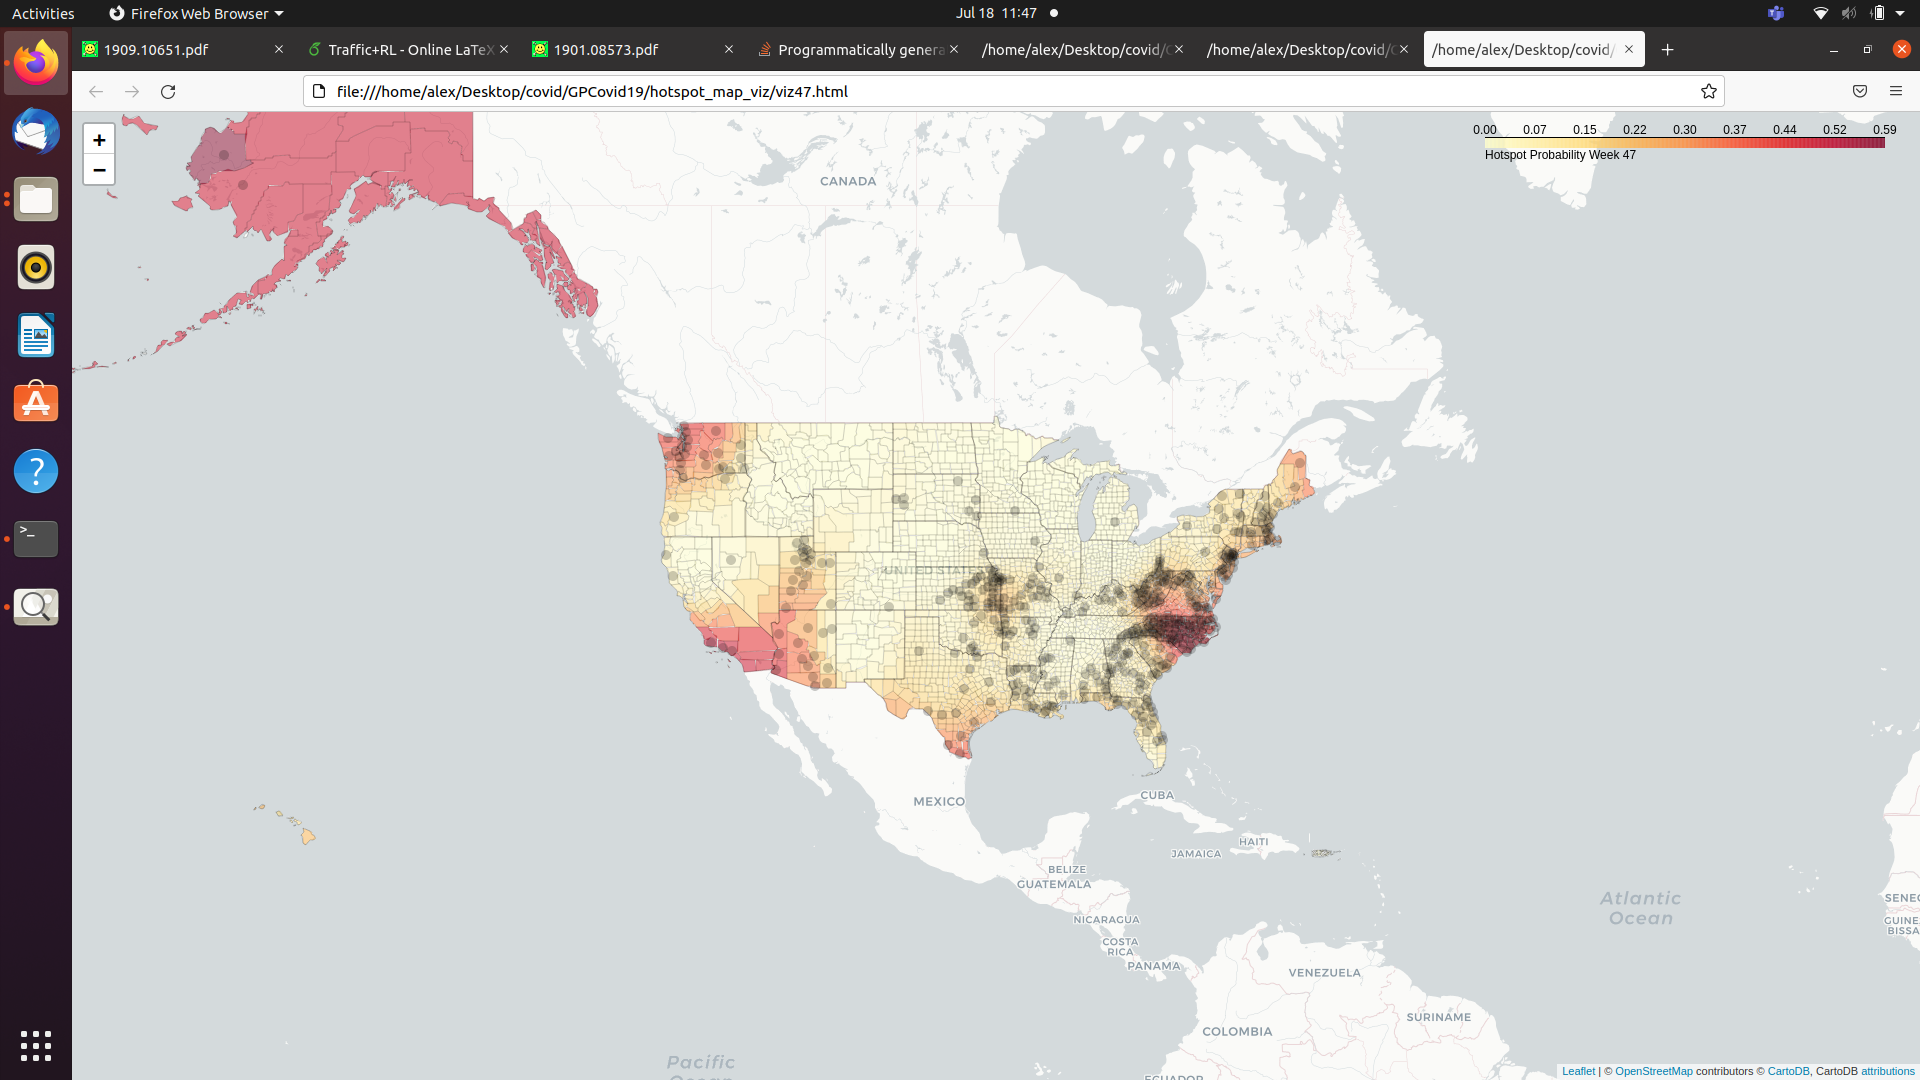 Activities
Firefox Web Browser
Jul 18 11:47
1909.10651.pdf
Traffic+RL - Online LaTeX
1901.08573.pdf
Programmatically genera
/home/alex/Desktop/covid/
/home/alex/Desktop/covid/
/home/alex/Desktop/covid/
file:///home/alex/Desktop/covid/GPCovid19/hotspot_map_viz/viz47.html
+
−
0.00 0.07 0.15 0.22 0.30 0.37 0.44 0.52 0.59
Hotspot Probability Week 47
CANADA
UNITED STATES
MEXICO
CUBA
HAITI
JAMAICA
BELIZE
GUATEMALA
NICARAGUA
COSTA
RICA
PANAMA
VENEZUELA
SURINAME
COLOMBIA
ECUADOR
Atlantic
Ocean
SENEG
GUINE
BISSA
Pacific
Ocean
Leaflet | © OpenStreetMap contributors © CartoDB, CartoDB attributions